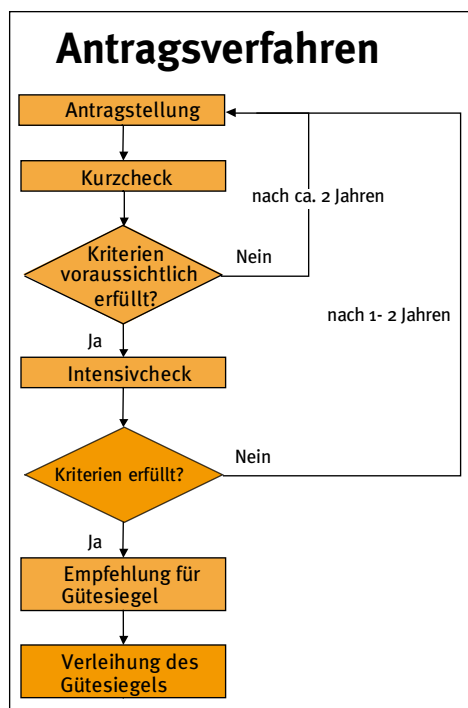 Antragsverfahren
Antragstellung
Kurzcheck
nach ca. 2 Jahren
Kriterien
voraussichtlich
erfüllt?
Nein
nach 1- 2 Jahren
Ja
Intensivcheck
Kriterien erfüllt?
Nein
Ja
Empfehlung für
Gütesiegel
Verleihung des
Gütesiegels